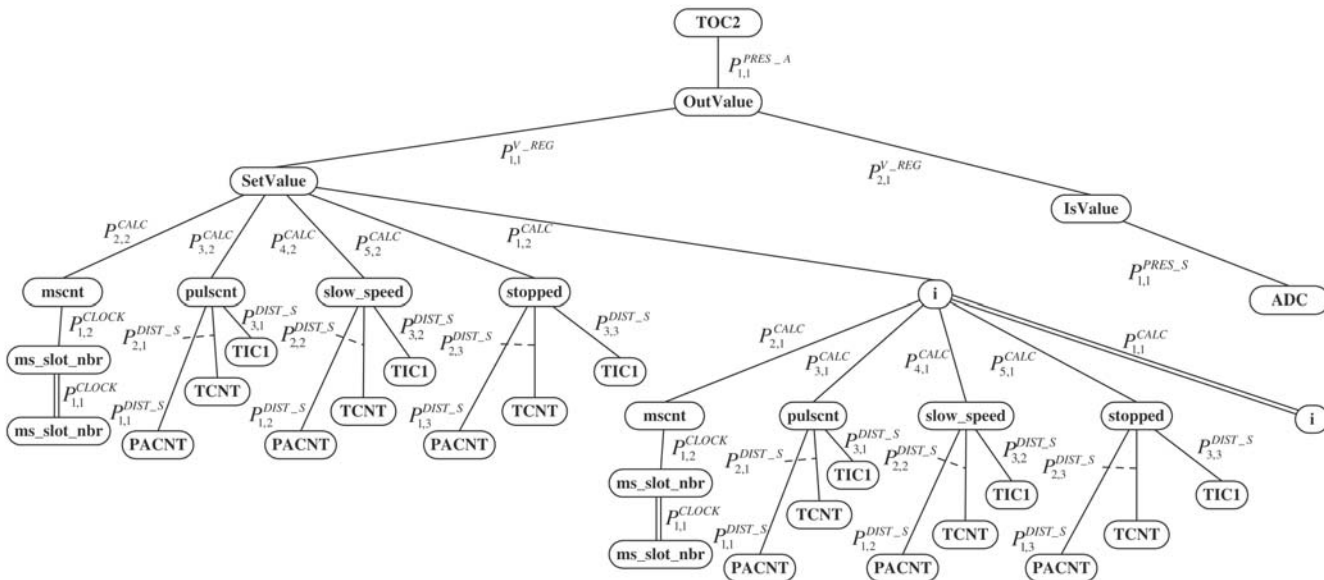 TOC2
P_{1,1}^{PRES_A}
OutValue
P_{1,1}^{V_REG}
P_{2,1}^{V_REG}
SetValue
IsValue
P_{2,2}^{CALC}
P_{3,2}^{CALC}
P_{4,2}^{CALC}
P_{5,2}^{CALC}
P_{1,2}^{CALC}
P_{1,1}^{PRES_S}
mscnt
pulscnt
slow_speed
stopped
i
ADC
P_{1,2}^{CLOCK}
P_{2,1}^{DIST_S}
P_{3,1}^{DIST_S}
P_{2,2}^{DIST_S}
P_{3,2}^{DIST_S}
P_{2,3}^{DIST_S}
P_{3,3}^{DIST_S}
ms_slot_nbr
TIC1
TIC1
TIC1
P_{1,1}^{CLOCK}
TCNT
TCNT
TCNT
P_{1,1}^{DIST_S}
P_{1,2}^{DIST_S}
P_{1,3}^{DIST_S}
ms_slot_nbr
PACNT
PACNT
PACNT
P_{2,1}^{CALC}
P_{3,1}^{CALC}
P_{4,1}^{CALC}
P_{5,1}^{CALC}
P_{1,1}^{CALC}
mscnt
pulscnt
slow_speed
stopped
i
P_{1,2}^{CLOCK}
P_{2,1}^{DIST_S}
P_{3,1}^{DIST_S}
P_{2,2}^{DIST_S}
P_{3,2}^{DIST_S}
P_{2,3}^{DIST_S}
P_{3,3}^{DIST_S}
ms_slot_nbr
TIC1
TIC1
TIC1
P_{1,1}^{CLOCK}
TCNT
TCNT
TCNT
P_{1,1}^{DIST_S}
P_{1,2}^{DIST_S}
P_{1,3}^{DIST_S}
ms_slot_nbr
PACNT
PACNT
PACNT